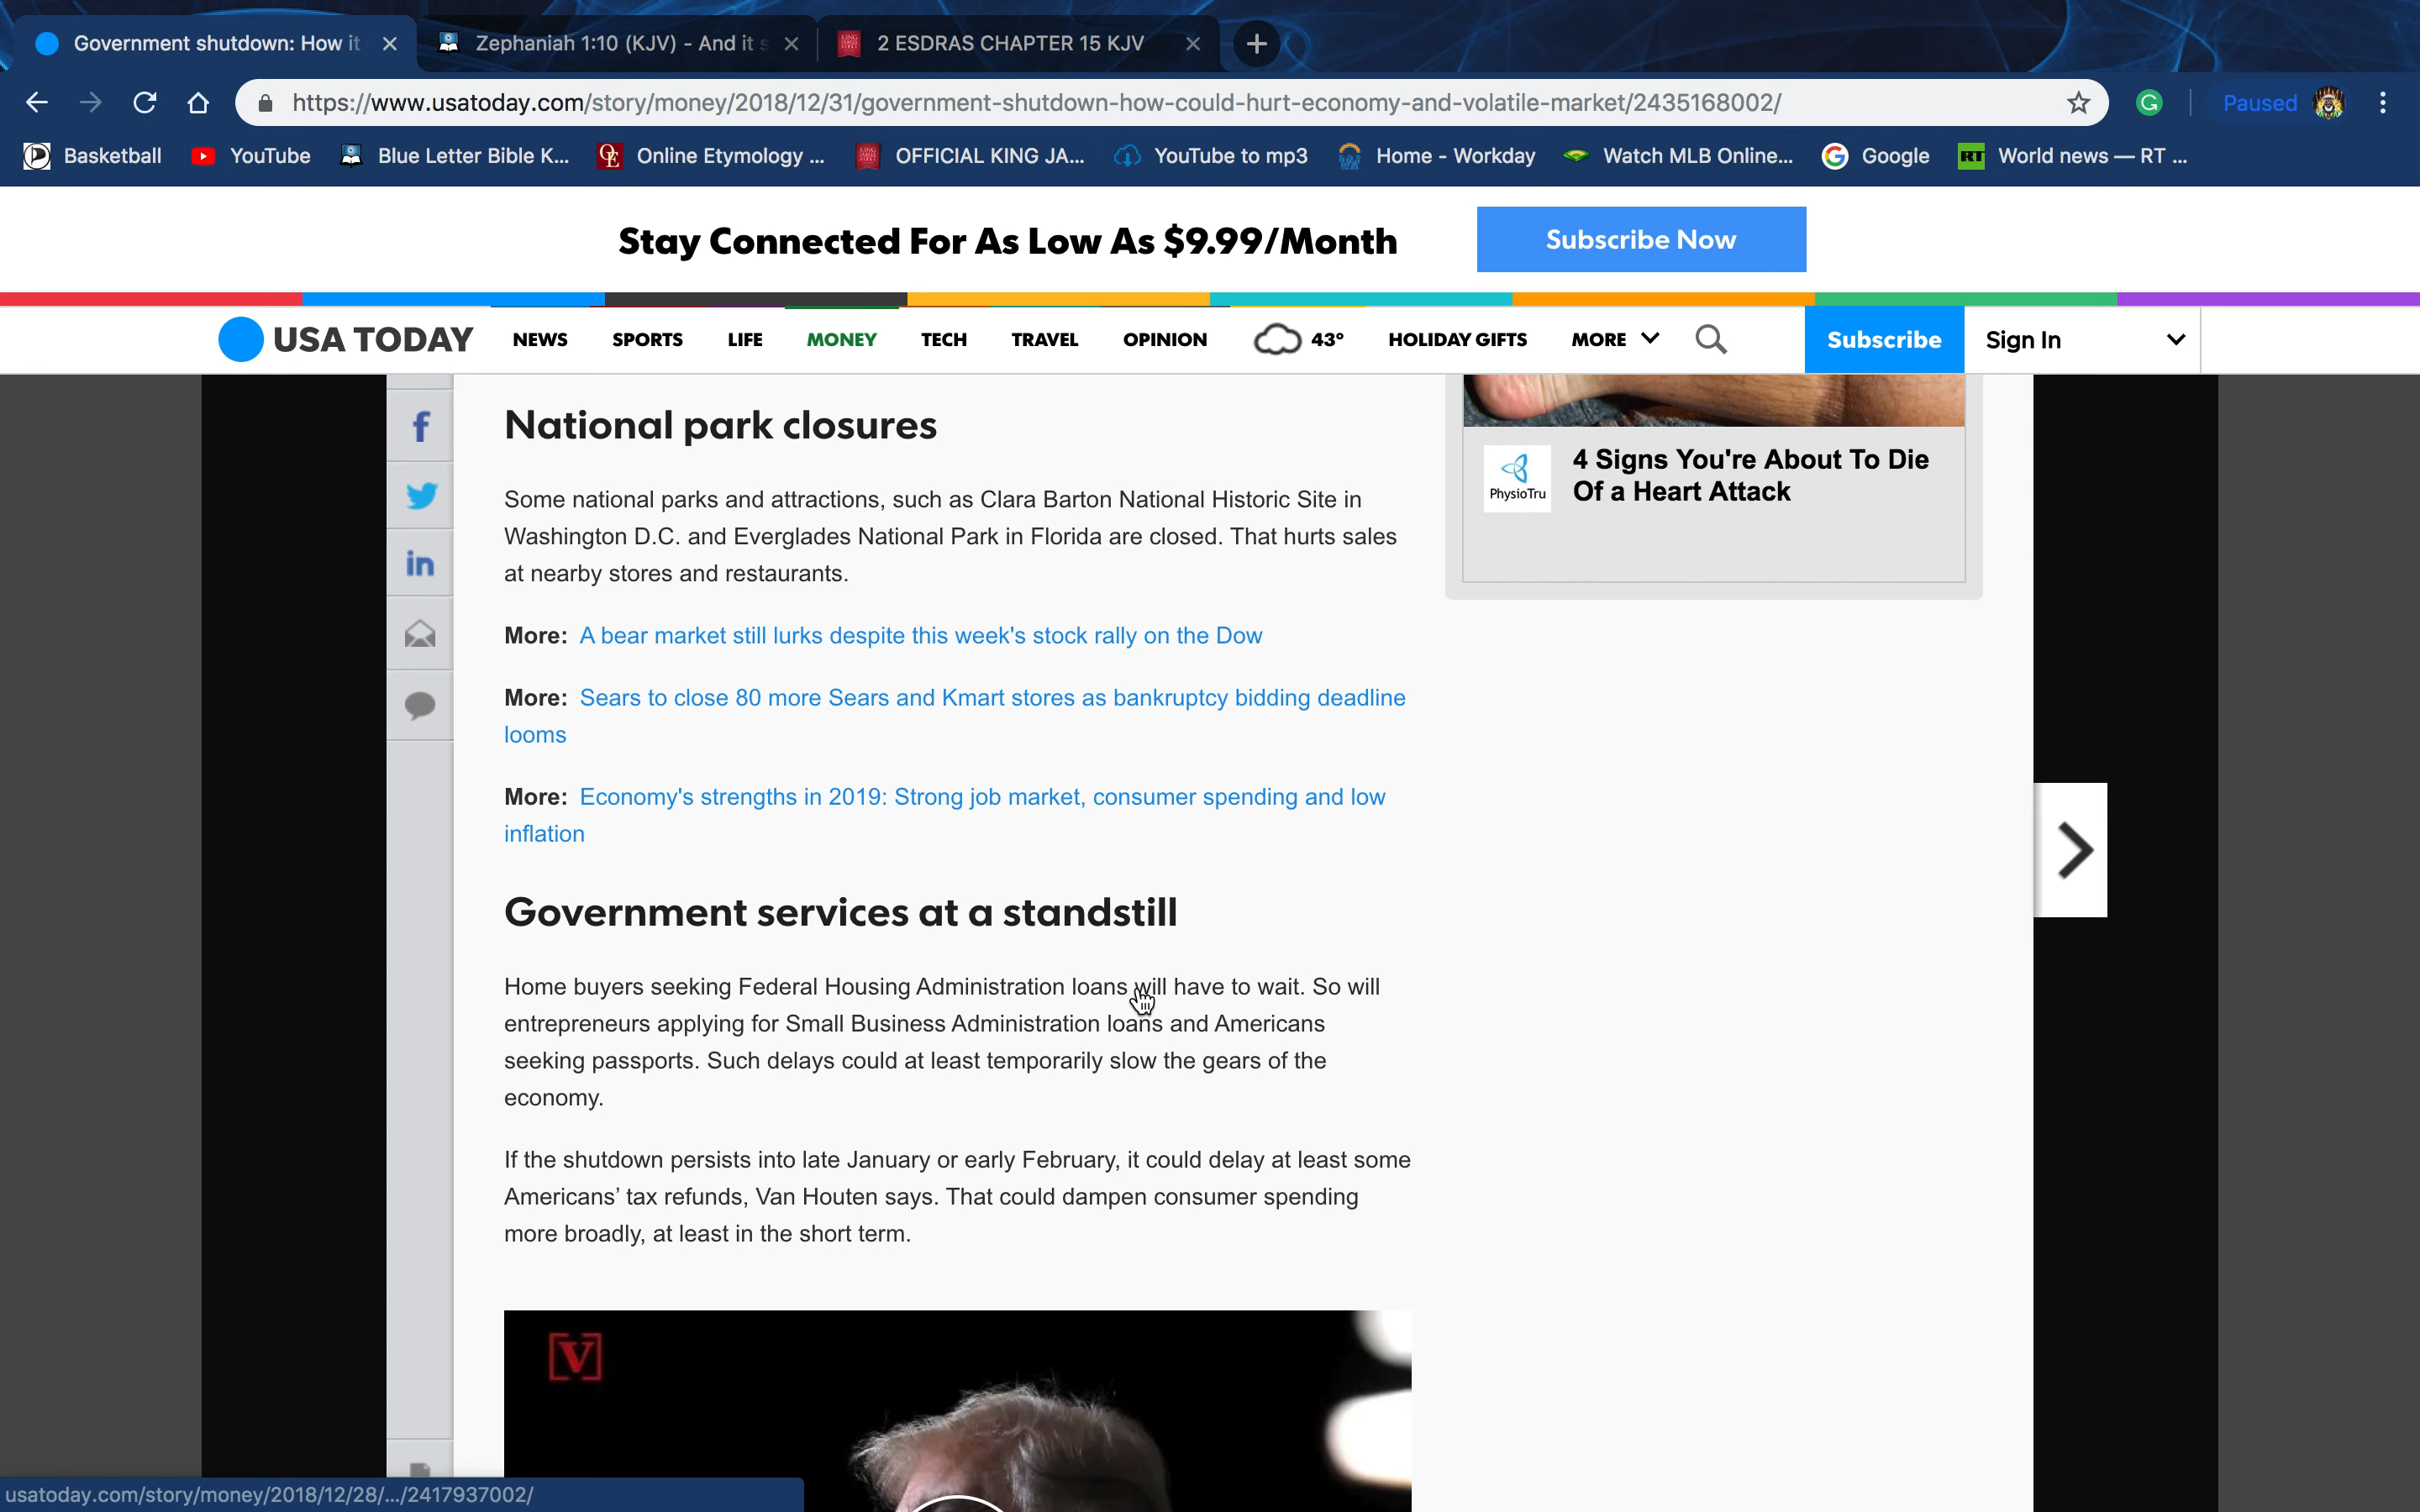 Government shutdown: How it
Zephaniah 1:10 (KJV) - And it s
2 ESDRAS CHAPTER 15 KJV
https://www.usatoday.com/story/money/2018/12/31/government-shutdown-how-could-hurt-economy-and-volatile-market/2435168002/
G
Paused
Basketball
YouTube
Blue Letter Bible K...
OE
Online Etymology ...
OFFICIAL KING JA...
YouTube to mp3
Home - Workday
Watch MLB Online...
G
Google
RT
World news — RT ...
Stay Connected For As Low As $9.99/Month
Subscribe Now
USA TODAY
NEWS
SPORTS
LIFE
MONEY
TECH
TRAVEL
OPINION
43°
HOLIDAY GIFTS
MORE
Subscribe
Sign In
f
in
National park closures
Some national parks and attractions, such as Clara Barton National Historic Site in
Washington D.C. and Everglades National Park in Florida are closed. That hurts sales
at nearby stores and restaurants.
More: A bear market still lurks despite this week's stock rally on the Dow
More: Sears to close 80 more Sears and Kmart stores as bankruptcy bidding deadline
looms
More: Economy's strengths in 2019: Strong job market, consumer spending and low
inflation
Government services at a standstill
Home buyers seeking Federal Housing Administration loans will have to wait. So will
entrepreneurs applying for Small Business Administration loans and Americans
seeking passports. Such delays could at least temporarily slow the gears of the
economy.
If the shutdown persists into late January or early February, it could delay at least some
Americans’ tax refunds, Van Houten says. That could dampen consumer spending
more broadly, at least in the short term.
[V]
PhysioTru
4 Signs You're About To Die
Of a Heart Attack
usatoday.com/story/money/2018/12/28/.../2417937002/